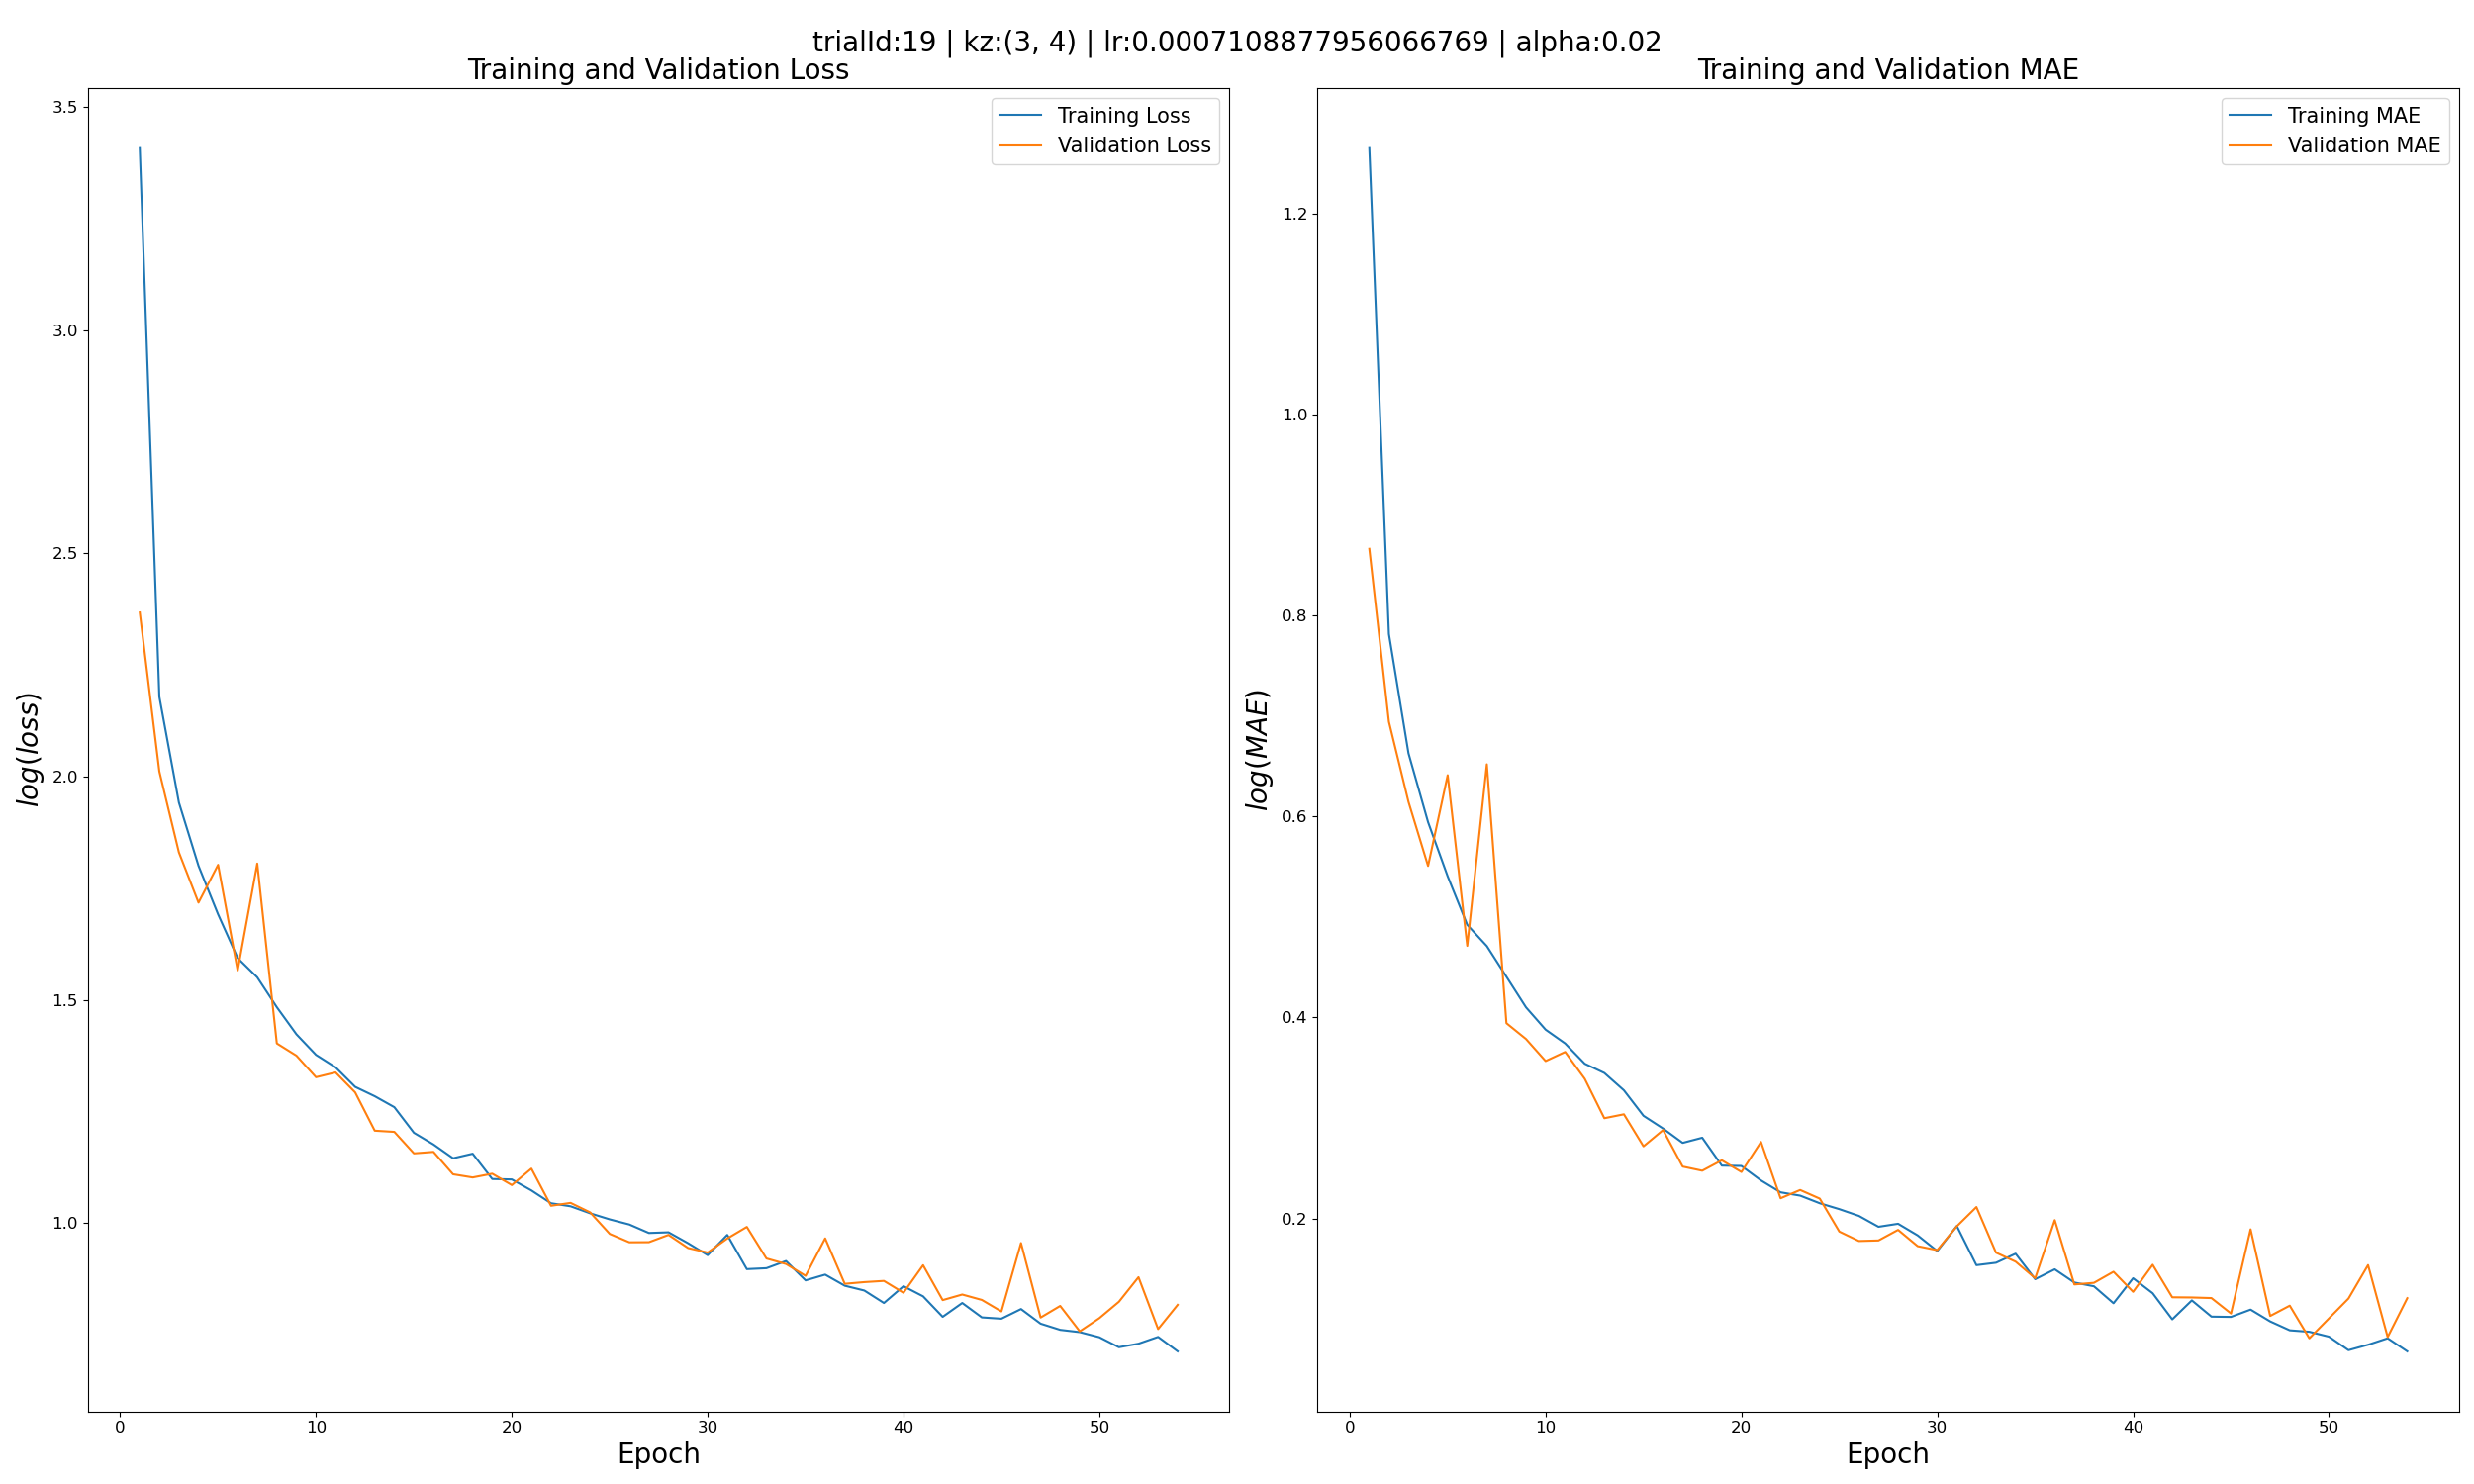 trialId:19 | kz:(3, 4) | lr:0.0007108877956066769 | alpha:0.02
Training and Validation Loss
3.5
3.0
2.5
2.0
1.5
1.0
log(loss)
Training Loss
Validation Loss
0 10 20 30 40 50
Epoch
Training and Validation MAE
1.2
1.0
0.8
0.6
0.4
0.2
log(MAE)
Training MAE
Validation MAE
0 10 20 30 40 50
Epoch